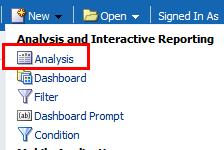 New Open Signed In As
Analysis and Interactive Reporting
Analysis
Dashboard
Filter
Dashboard Prompt
Condition